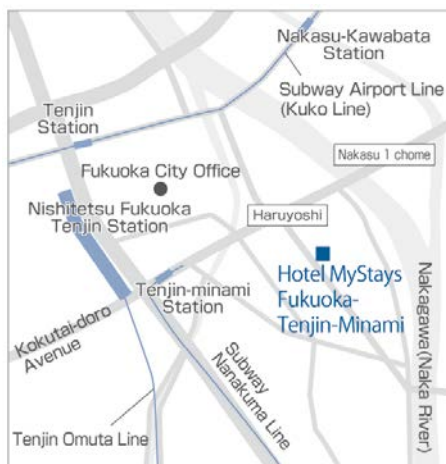 Nakasu-Kawabata
Station
Subway Airport Line
(Kuko Line)
Tenjin
Station
Nakasu 1 chome
Fukuoka City Office
Nishitetsu Fukuoka
Tenjin Station
Haruyoshi
Hotel MyStays
Fukuoka-
Tenjin-Minami
Tenjin-minami
Station
Kokutai-doro
Avenue
Nakagawa(Naka River)
Subway
Nanakuma Line
Tenjin Omuta Line